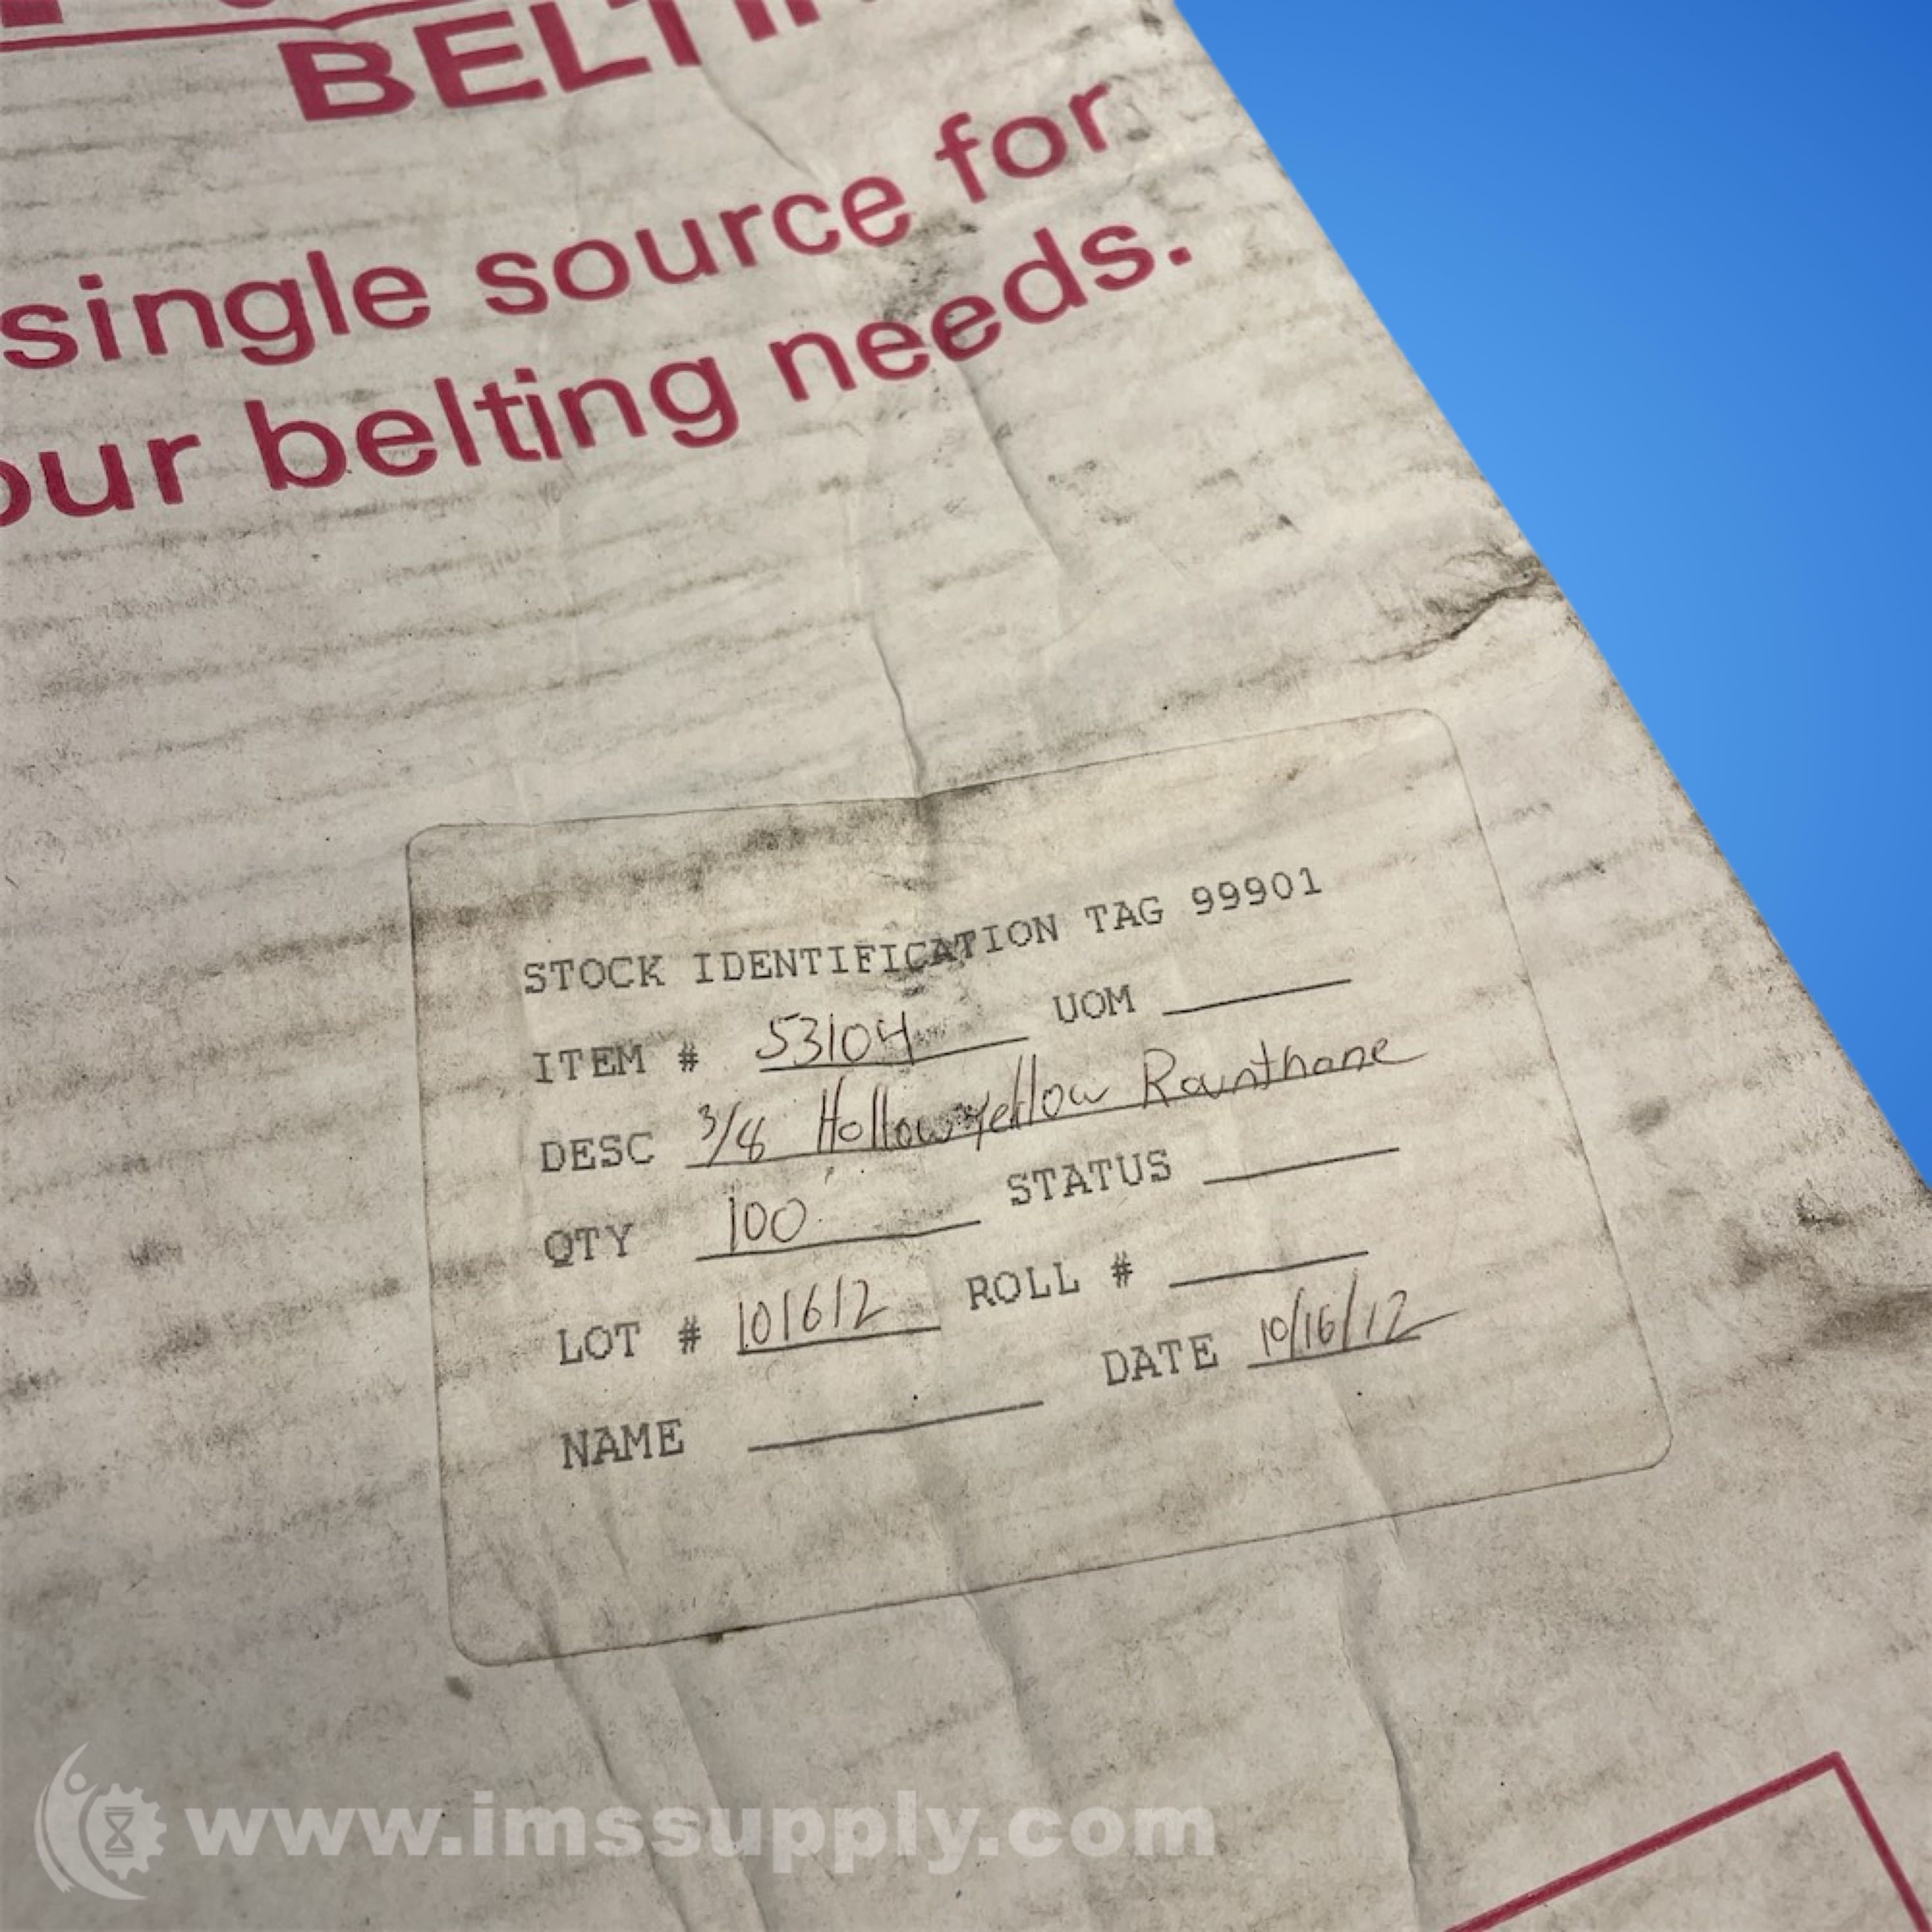 BELTIN
single source for
our belting needs.
STOCK IDENTIFICATION TAG 99901
ITEM # 53104 UOM
DESC 3/8 Hollow yellow Rounthane
QTY 100' STATUS
LOT # 101612 ROLL #
NAME DATE 10/16/12
www.imssupply.com